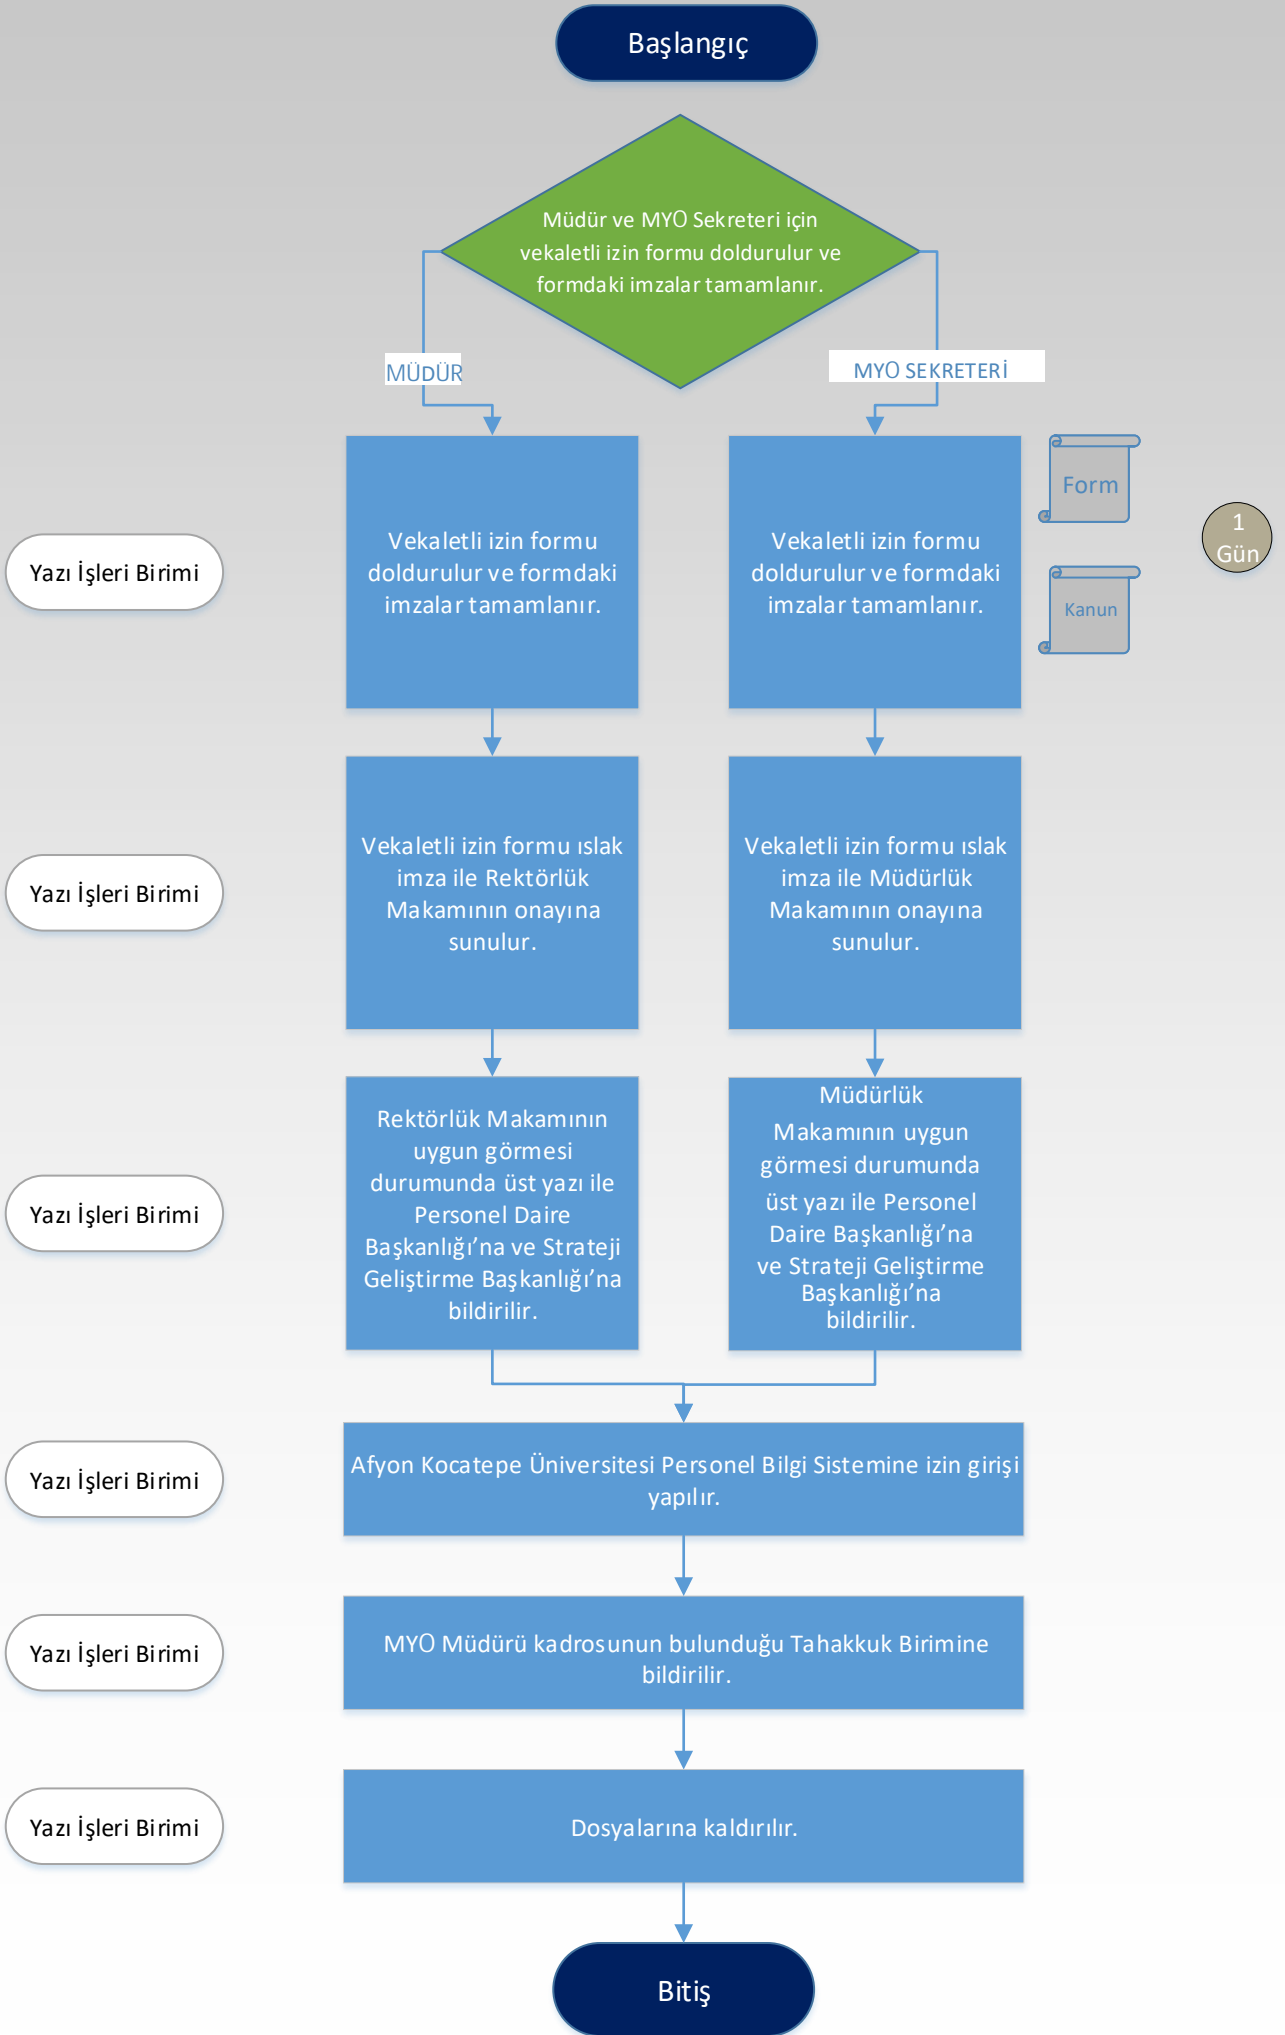 Başlangıç
Müdür ve MYO Sekreteri için
vekaletli izin formu doldurulur ve
formdaki imzalar tamamlanır.
MÜDÜR
MYO SEKRETERİ
Yazı İşleri Birimi
Vekaletli izin formu
doldurulur ve formdaki
imzalar tamamlanır.
Vekaletli izin formu
doldurulur ve formdaki
imzalar tamamlanır.
Form
Kanun
1
Gün
Yazı İşleri Birimi
Vekaletli izin formu ıslak
imza ile Rektörlük
Makamının onayına
sunulur.
Vekaletli izin formu ıslak
imza ile Müdürlük
Makamının onayına
sunulur.
Yazı İşleri Birimi
Rektörlük Makamının
uygun görmesi
durumunda üst yazı ile
Personel Daire
Başkanlığı’na ve Strateji
Geliştirme Başkanlığı’na
bildirilir.
Müdürlük
Makamının uygun
görmesi durumunda
üst yazı ile Personel
Daire Başkanlığı’na
ve Strateji Geliştirme
Başkanlığı’na
bildirilir.
Yazı İşleri Birimi
Afyon Kocatepe Üniversitesi Personel Bilgi Sistemine izin girişi
yapılır.
Yazı İşleri Birimi
MYO Müdürü kadrosunun bulunduğu Tahakkuk Birimine
bildirilir.
Yazı İşleri Birimi
Dosyalarına kaldırılır.
Bitiş